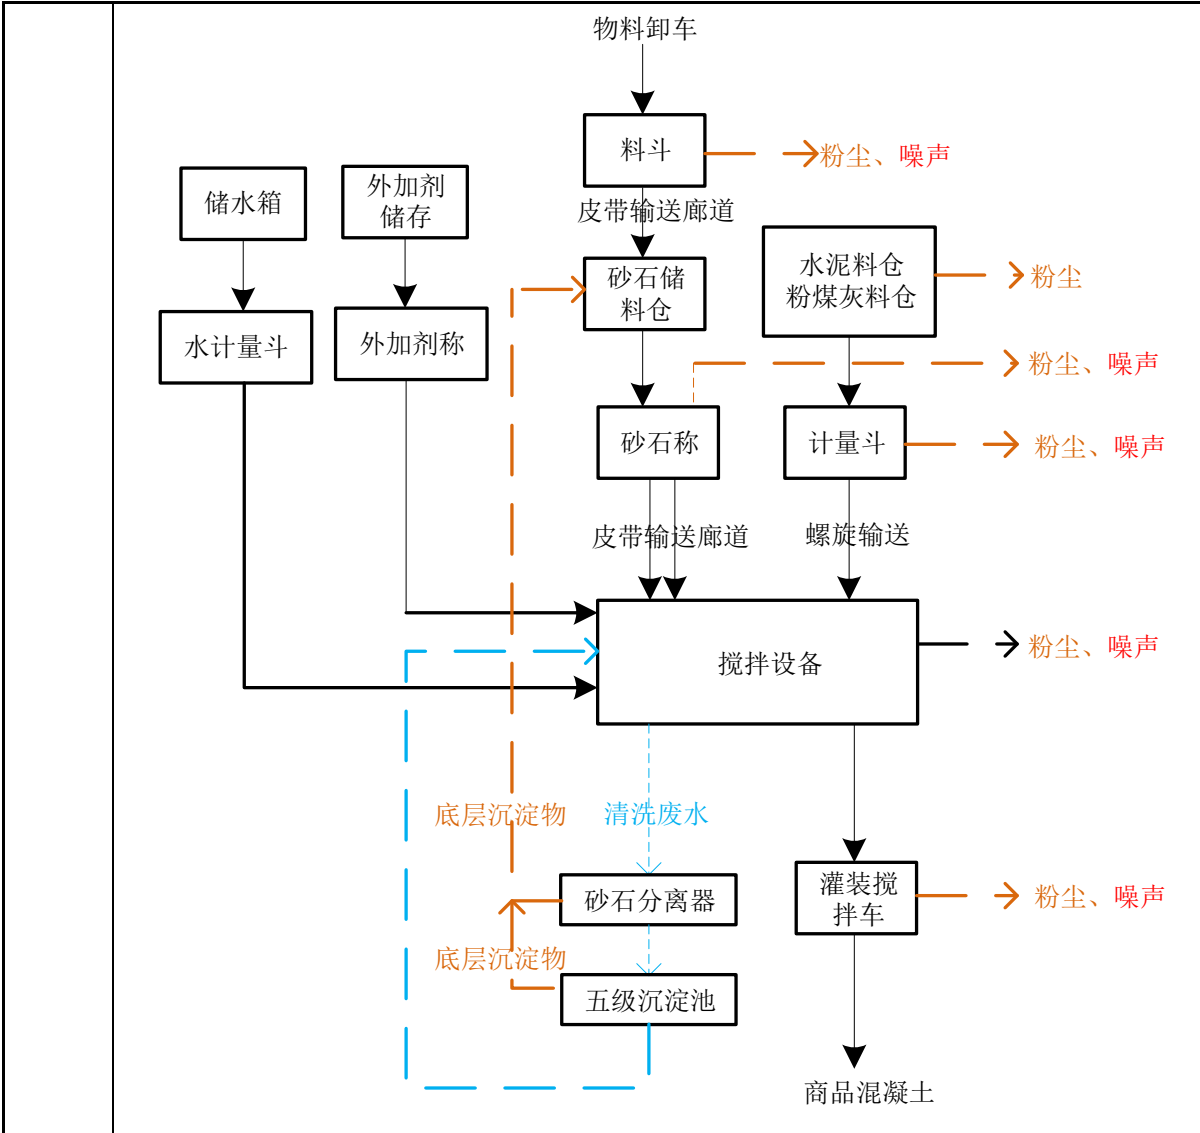 物料卸车
料斗
粉尘、噪声
储水箱
外加剂
储存
皮带输送廊道
砂石储
料仓
水泥料仓
粉煤灰料仓
粉尘
水计量斗
外加剂称
粉尘、噪声
砂石称
计量斗
粉尘、噪声
皮带输送廊道
螺旋输送
搅拌设备
粉尘、噪声
底层沉淀物
清洗废水
砂石分离器
灌装搅
拌车
粉尘、噪声
底层沉淀物
五级沉淀池
商品混凝土